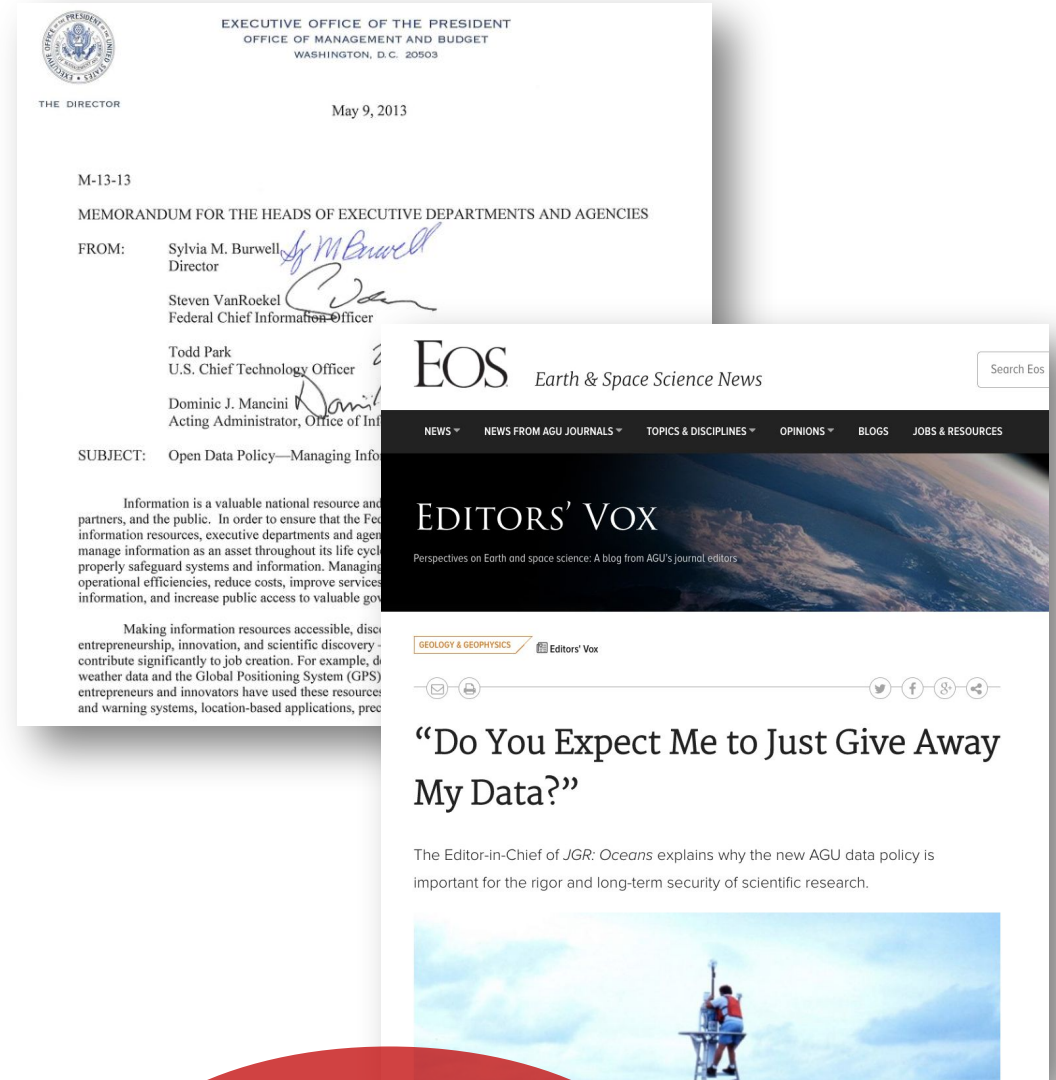 EXECUTIVE OFFICE OF THE PRESIDENT
OFFICE OF MANAGEMENT AND BUDGET
WASHINGTON, D.C. 20503
THE DIRECTOR
May 9, 2013
M-13-13
MEMORANDUM FOR THE HEADS OF EXECUTIVE DEPARTMENTS AND AGENCIES
FROM: Sylvia M. Burwell
Director
Steven VanRoekel
Federal Chief Information Officer
Todd Park
U.S. Chief Technology Officer
Dominic J. Mancini
Acting Administrator, Office of Inf
SUBJECT: Open Data Policy—Managing Info
Information is a valuable national resource and
partners, and the public. In order to ensure that the Fed
information resources, executive departments and agen
manage information as an asset throughout its life cycl
properly safeguard systems and information. Managing
operational efficiencies, reduce costs, improve services
information, and increase public access to valuable gov
Making information resources accessible, disco
entrepreneurship, innovation, and scientific discovery
contribute significantly to job creation. For example, d
weather data and the Global Positioning System (GPS)
entrepreneurs and innovators have used these resources
and warning systems, location-based applications, prec
EOS Earth & Space Science News
Search Eos
NEWS NEWS FROM AGU JOURNALS TOPICS & DISCIPLINES OPINIONS BLOGS JOBS & RESOURCES
EDITORS' VOX
Perspectives on Earth and space science: A blog from AGU's journal editors
GEOLOGY & GEOPHYSICS Editors' Vox
“Do You Expect Me to Just Give Away
My Data?”
The Editor-in-Chief of JGR: Oceans explains why the new AGU data policy is
important for the rigor and long-term security of scientific research.